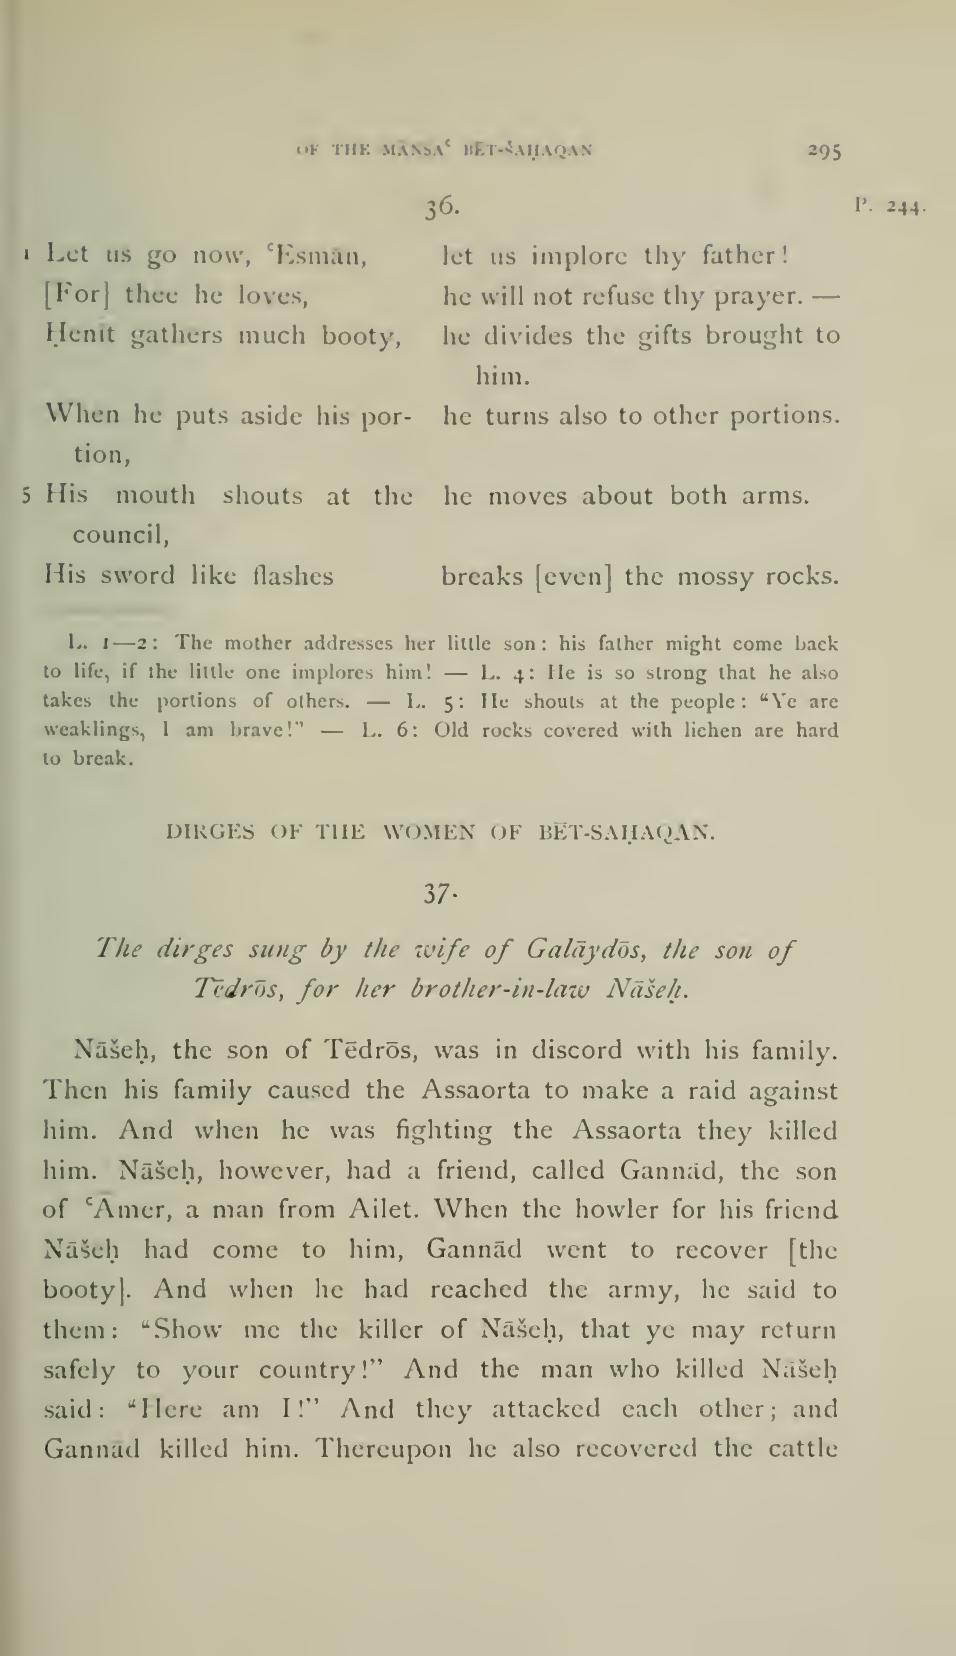 OF THE MĀNSAʿ BĒT-ŠAḤAQAN 295
36. P. 244.
1 Let us go now, ʿEsmān, let us implore thy father!
[For] thee he loves, he will not refuse thy prayer. —
Ḥenīt gathers much booty, he divides the gifts brought to
him.
When he puts aside his por- he turns also to other portions.
tion,
5 His mouth shouts at the he moves about both arms.
council,
His sword like flashes breaks [even] the mossy rocks.
L. 1—2: The mother addresses her little son: his father might come back
to life, if the little one implores him! — L. 4: He is so strong that he also
takes the portions of others. — L. 5: He shouts at the people: “Ye are
weaklings, I am brave!” — L. 6: Old rocks covered with lichen are hard
to break.
DIRGES OF THE WOMEN OF BĒT-SAḤAQAN.
37.
The dirges sung by the wife of Galāydōs, the son of
Tēdrōs, for her brother-in-law Nāšeḥ.
Nāšeḥ, the son of Tēdrōs, was in discord with his family.
Then his family caused the Assaorta to make a raid against
him. And when he was fighting the Assaorta they killed
him. Nāšeḥ, however, had a friend, called Gannād, the son
of ʿĀmer, a man from Ailet. When the howler for his friend
Nāšeḥ had come to him, Gannād went to recover [the
booty]. And when he had reached the army, he said to
them: “Show me the killer of Nāšeḥ, that ye may return
safely to your country!” And the man who killed Nāšeḥ
said: “Here am I!” And they attacked each other; and
Gannād killed him. Thereupon he also recovered the cattle